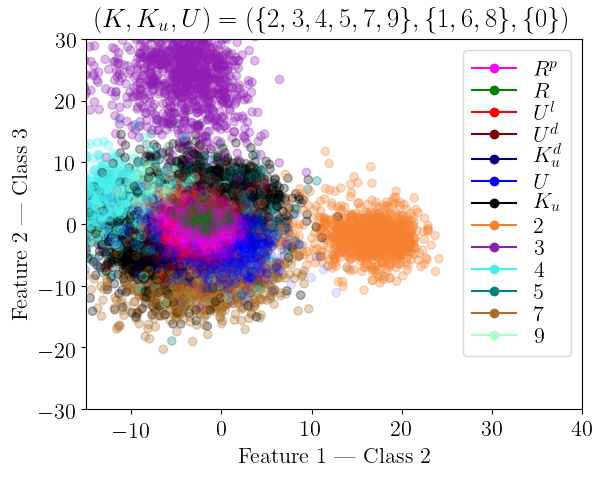 (K, K_u, U) = ({2, 3, 4, 5, 7, 9}, {1, 6, 8}, {0})
30
20
10
0
−10
−20
−30
Feature 2 — Class 3
−10 0 10 20 30 40
Feature 1 — Class 2
R^p
R
U^l
U^d
K_u^d
U
K_u
2
3
4
5
7
9